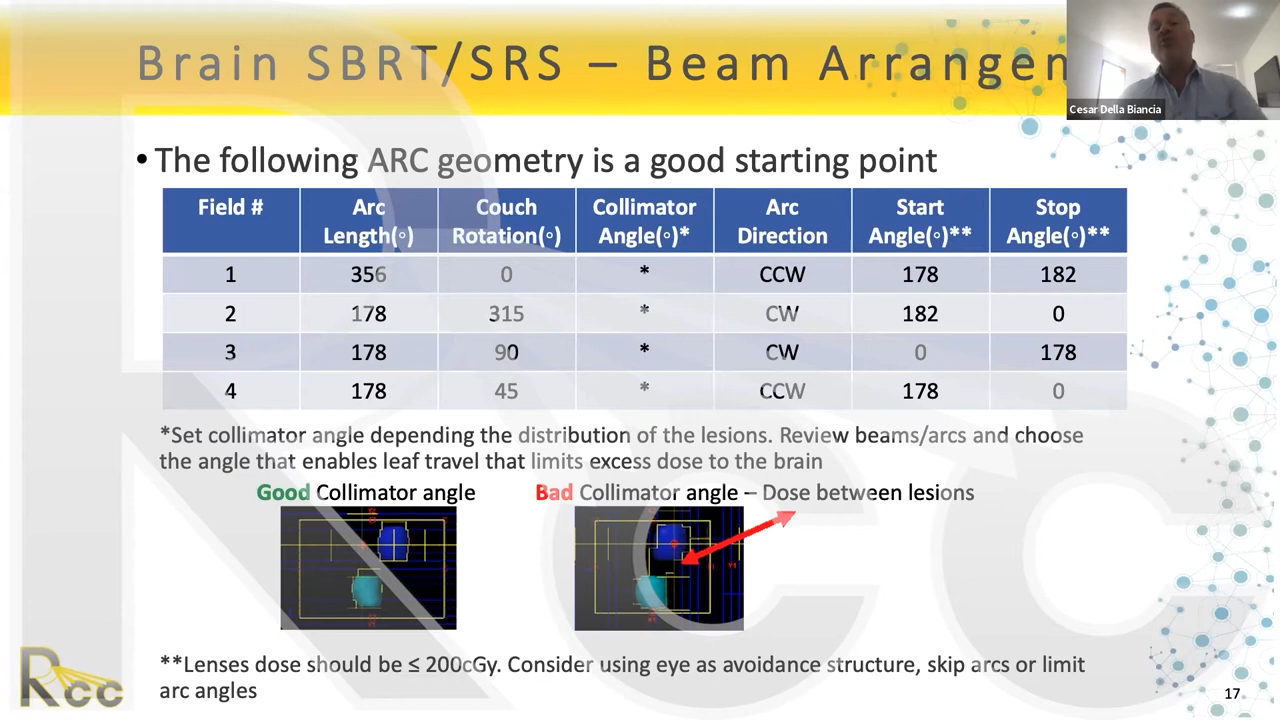 Brain SBRT/SRS – Beam Arrangem
Cesar Della Biancia
• The following ARC geometry is a good starting point
Field # Arc Length(◦) Couch Rotation(◦) Collimator Angle(◦)* Arc Direction Start Angle(◦)** Stop Angle(◦)**
1 356 0 * CCW 178 182
2 178 315 * CW 182 0
3 178 90 * CW 0 178
4 178 45 * CCW 178 0
*Set collimator angle depending the distribution of the lesions. Review beams/arcs and choose
the angle that enables leaf travel that limits excess dose to the brain
Good Collimator angle
Bad Collimator angle – Dose between lesions
**Lenses dose should be ≤ 200cGy. Consider using eye as avoidance structure, skip arcs or limit
arc angles
Rcc
17